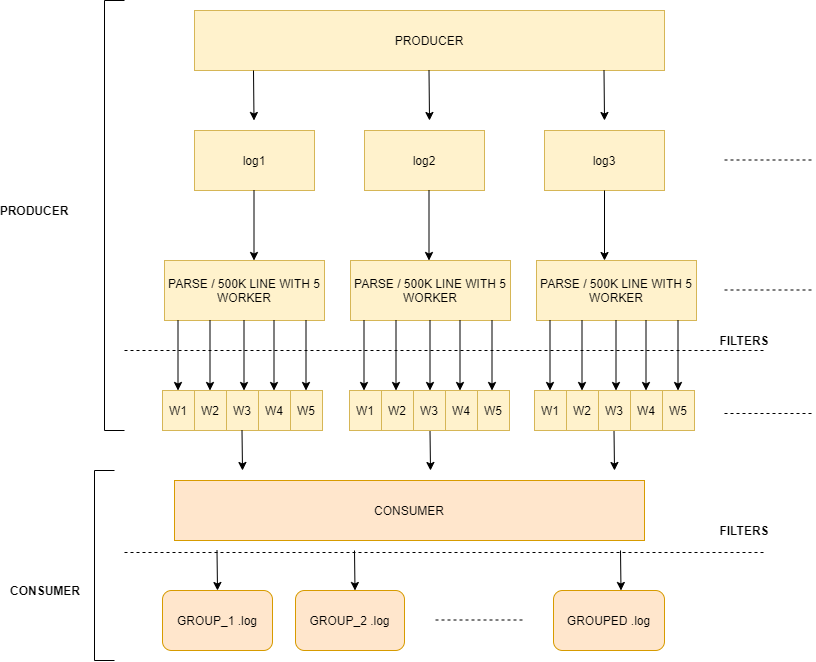 PRODUCER
log1
log2
log3
PRODUCER
PARSE / 500K LINE WITH 5
WORKER
PARSE / 500K LINE WITH 5
WORKER
PARSE / 500K LINE WITH 5
WORKER
FILTERS
W1 W2 W3 W4 W5
W1 W2 W3 W4 W5
W1 W2 W3 W4 W5
CONSUMER
FILTERS
CONSUMER
GROUP_1 .log
GROUP_2 .log
GROUPED .log